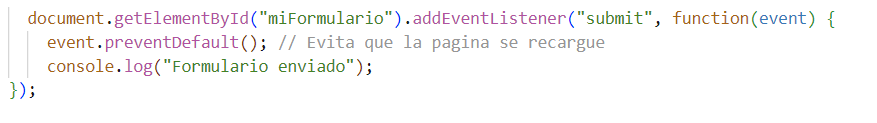 document.getElementById("miFormulario").addEventListener("submit", function(event) {
event.preventDefault(); // Evita que la pagina se recargue
console.log("Formulario enviado");
});